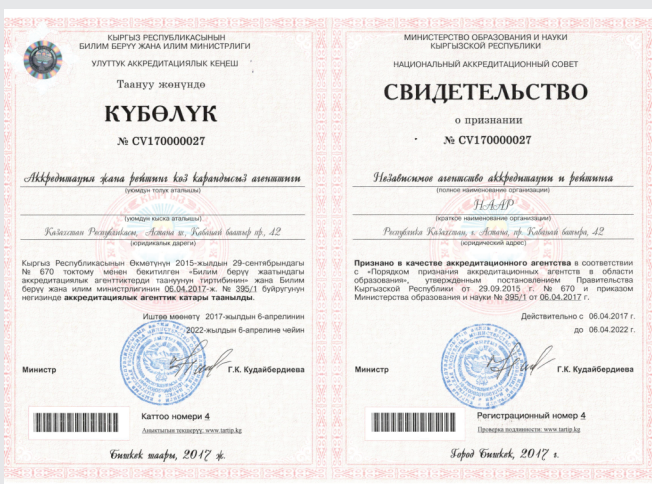 КЫРГЫЗ РЕСПУБЛИКАСЫНЫН
БИЛИМ БЕРҮҮ ЖАНА ИЛИМ МИНИСТРЛИГИ
УЛУТТУК АККРЕДИТАЦИЯЛЫК КЕҢЕШ
Таануу жөнүндө
КҮБӨЛҮК
№ CV170000027
Аккредитация жана рейтинг көз карандысыз агенттиги
(уюмдун толук аталышы)
(уюмдун кыска аталышы)
Казахстан Республикасы, Астана ш, Кабанбай баатыр пр, 42
(юридикалык дареги)
Кыргыз Республикасынын Өкмөтүнүн 2015-жылдын 29-сентябрындагы
№ 670 токтому менен бекитилген «Билим берүү жаатындагы
аккредитациялык агенттиктерди таануунун тартибинин» жана Билим
берүү жана илим министрлигинин 06.04.2017-ж. № 395/1 буйругунун
негизинде аккредитациялык агенттик катары таанылды.
Иштөө мөөнөтү 2017-жылдын 6-апрелинин
2022-жылдын 6-апрелине чейин
Министр Г.К. Кудайбердиева
Каттоо номери 4
Аныктыгын текшерүү: www.tartip.kg
Бишкек шаары, 2017 ж.
МИНИСТЕРСТВО ОБРАЗОВАНИЯ И НАУКИ
КЫРГЫЗСКОЙ РЕСПУБЛИКИ
НАЦИОНАЛЬНЫЙ АККРЕДИТАЦИОННЫЙ СОВЕТ
СВИДЕТЕЛЬСТВО
о признании
№ CV170000027
Независимое агентство аккредитации и рейтинга
(полное наименование организации)
НААР
(краткое наименование организации)
Республика Казахстан, г. Астана, пр. Кабанбай батыра, 42
(юридический адрес)
Признано в качестве аккредитационного агентства в соответствии
с «Порядком признания аккредитационных агентств в области
образования», утвержденным постановлением Правительства
Кыргызской Республики от 29.09.2015 г. № 670 и приказом
Министерства образования и науки № 395/1 от 06.04.2017 г.
Действительно с 06.04.2017 г.
до 06.04.2022 г.
Министр Г.К. Кудайбердиева
Регистрационный номер 4
Проверка подлинности: www.tartip.kg
Город Бишкек, 2017 г.